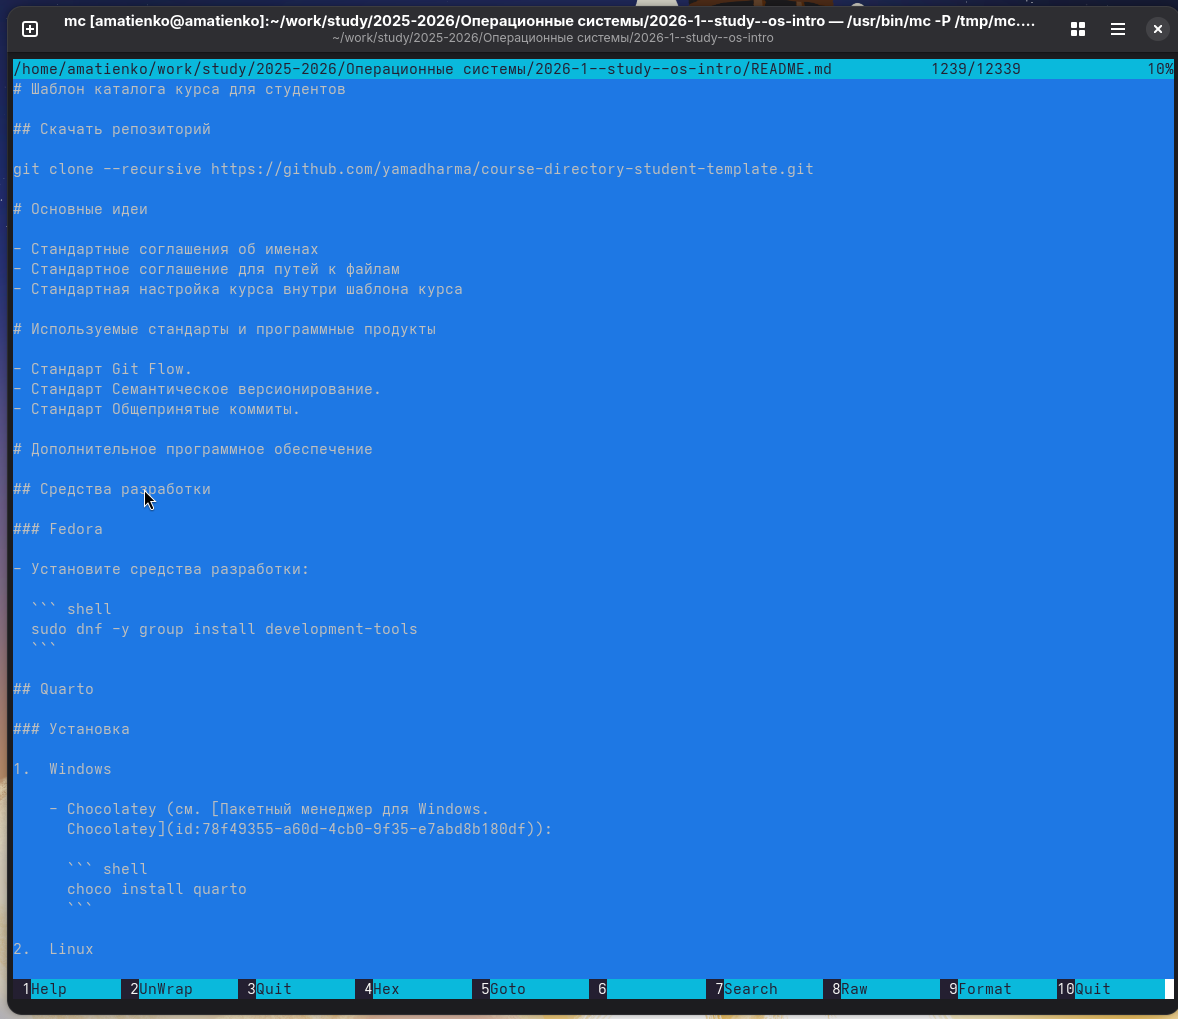 mc [amatienko@amatienko]:~/work/study/2025-2026/Операционные системы/2026-1--study--os-intro — /usr/bin/mc -P /tmp/mc....
~/work/study/2025-2026/Операционные системы/2026-1--study--os-intro
/home/amatienko/work/study/2025-2026/Операционные системы/2026-1--study--os-intro/README.md 1239/12339 10%
# Шаблон каталога курса для студентов
## Скачать репозиторий
git clone --recursive https://github.com/yamadharma/course-directory-student-template.git
# Основные идеи
- Стандартные соглашения об именах
- Стандартное соглашение для путей к файлам
- Стандартная настройка курса внутри шаблона курса
# Используемые стандарты и программные продукты
- Стандарт Git Flow.
- Стандарт Семантическое версионирование.
- Стандарт Общепринятые коммиты.
# Дополнительное программное обеспечение
## Средства разработки
### Fedora
- Установите средства разработки:
``` shell
sudo dnf -y group install development-tools
```
## Quarto
### Установка
1. Windows
- Chocolatey (см. [Пакетный менеджер для Windows.
Chocolatey](id:78f49355-a60d-4cb0-9f35-e7abd8b180df)):
``` shell
choco install quarto
```
2. Linux
1Help 2UnWrap 3Quit 4Hex 5Goto 6 7Search 8Raw 9Format 10Quit